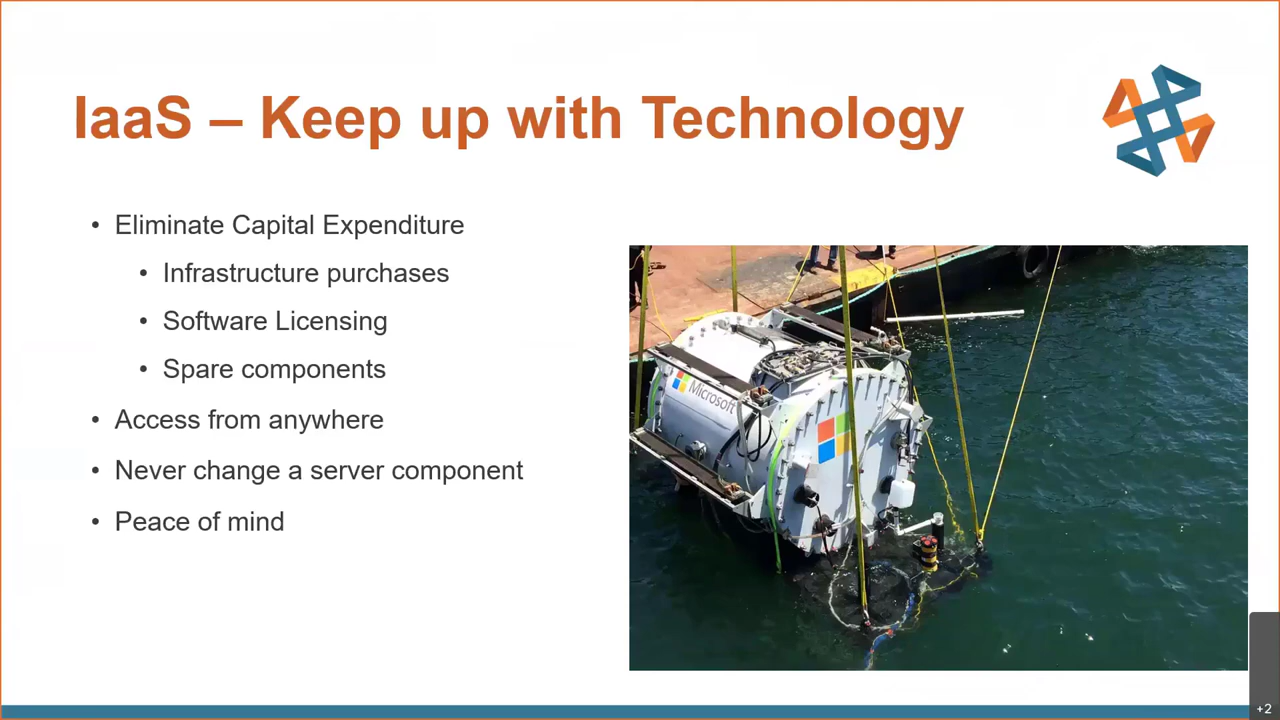 IaaS – Keep up with Technology
• Eliminate Capital Expenditure
• Infrastructure purchases
• Software Licensing
• Spare components
• Access from anywhere
• Never change a server component
• Peace of mind
Microsoft
+2